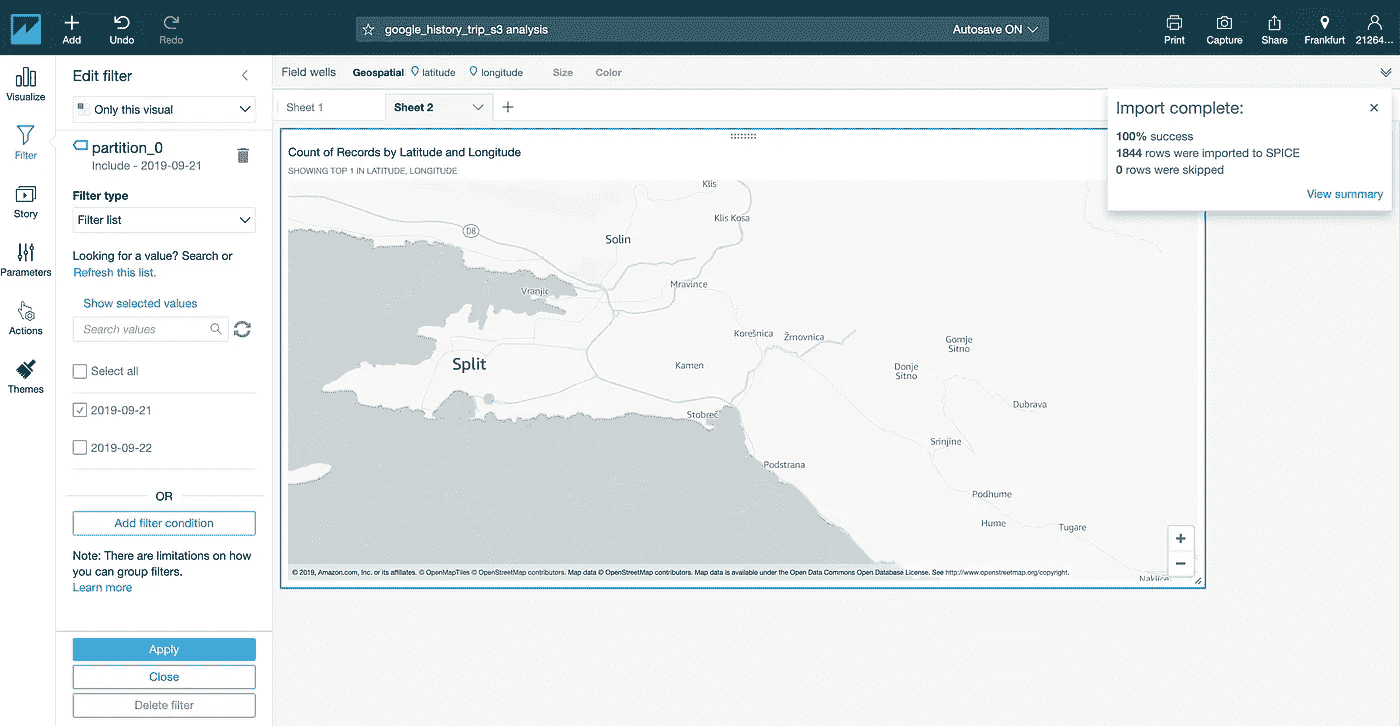 Add
Undo
Redo
google_history_trip_s3 analysis
Autosave ON
Print
Capture
Share
Frankfurt
21264...
Visualize
Filter
Story
Parameters
Actions
Themes
Edit filter
Only this visual
partition_0
Include - 2019-09-21
Filter type
Filter list
Looking for a value? Search or
Refresh this list.
Show selected values
Search values
Select all
2019-09-21
2019-09-22
OR
Add filter condition
Note: There are limitations on how
you can group filters.
Learn more
Apply
Close
Delete filter
Field wells
Geospatial
latitude
longitude
Size
Color
Sheet 1
Sheet 2
Import complete:
100% success
1844 rows were imported to SPICE
0 rows were skipped
View summary
Count of Records by Latitude and Longitude
SHOWING TOP 1 IN LATITUDE, LONGITUDE
Klis
Klis Kosa
D8
Solin
Vranjic
Mravince
Korešnica
Žrnovnica
Gornje
Sitno
Split
Kamen
Donje
Sitno
Dubrava
Stobreč
Srinjine
Podstrana
Podhume
Hume
Tugare
Naklice
© 2019, Amazon.com, Inc. or its affiliates. © OpenMapTiles © OpenStreetMap contributors. Map data © OpenStreetMap contributors. Map data is available under the Open Data Commons Open Database License. See http://www.openstreetmap.org/copyright.